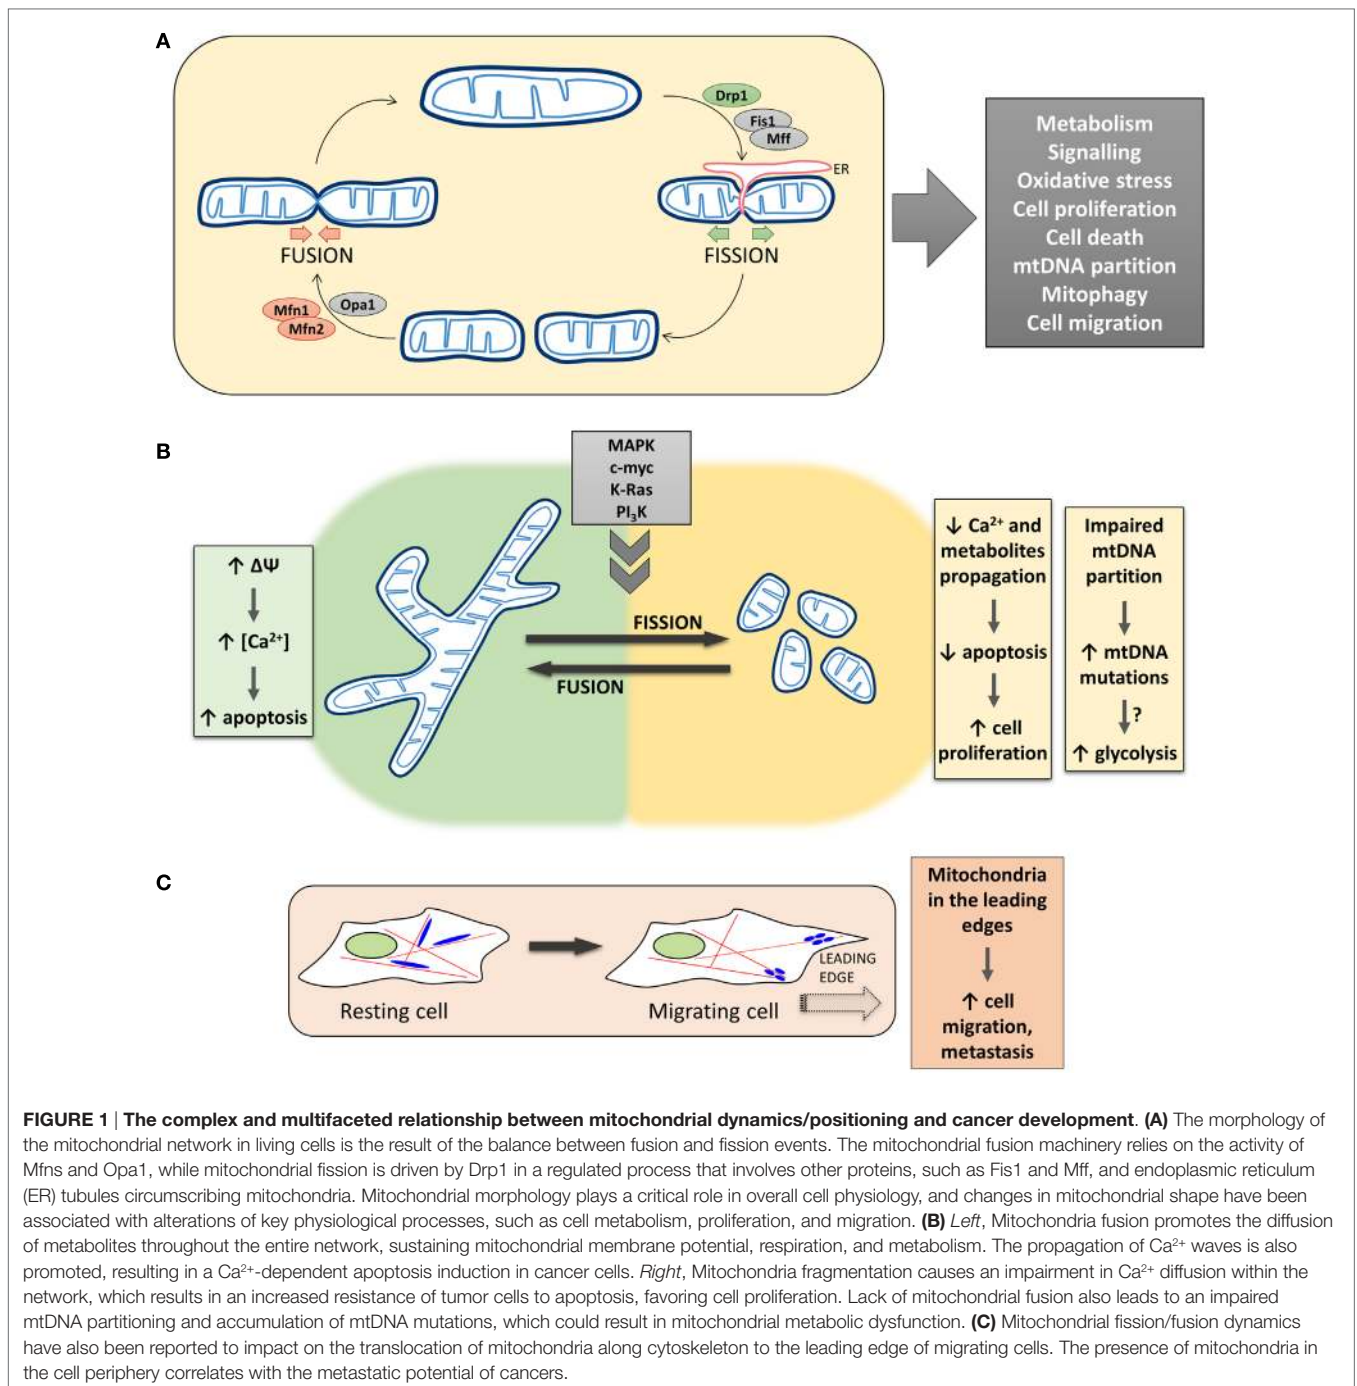 A
Drp1
Fis1
Mff
ER
FUSION
FISSION
Mfn1
Mfn2
Opa1
Metabolism
Signalling
Oxidative stress
Cell proliferation
Cell death
mtDNA partition
Mitophagy
Cell migration
B
MAPK
c-myc
K-Ras
PI₃K
↑ ΔΨ
↑ [Ca²⁺]
↑ apoptosis
FISSION
FUSION
↓ Ca²⁺ and
metabolites
propagation
↓ apoptosis
↑ cell
proliferation
Impaired
mtDNA
partition
↑ mtDNA
mutations
?
↑ glycolysis
C
Resting cell
Migrating cell
LEADING
EDGE
Mitochondria
in the leading
edges
↑ cell
migration,
metastasis
FIGURE 1 | The complex and multifaceted relationship between mitochondrial dynamics/positioning and cancer development. (A) The morphology of
the mitochondrial network in living cells is the result of the balance between fusion and fission events. The mitochondrial fusion machinery relies on the activity of
Mfns and Opa1, while mitochondrial fission is driven by Drp1 in a regulated process that involves other proteins, such as Fis1 and Mff, and endoplasmic reticulum
(ER) tubules circumscribing mitochondria. Mitochondrial morphology plays a critical role in overall cell physiology, and changes in mitochondrial shape have been
associated with alterations of key physiological processes, such as cell metabolism, proliferation, and migration. (B) Left, Mitochondria fusion promotes the diffusion
of metabolites throughout the entire network, sustaining mitochondrial membrane potential, respiration, and metabolism. The propagation of Ca²⁺ waves is also
promoted, resulting in a Ca²⁺-dependent apoptosis induction in cancer cells. Right, Mitochondria fragmentation causes an impairment in Ca²⁺ diffusion within the
network, which results in an increased resistance of tumor cells to apoptosis, favoring cell proliferation. Lack of mitochondrial fusion also leads to an impaired
mtDNA partitioning and accumulation of mtDNA mutations, which could result in mitochondrial metabolic dysfunction. (C) Mitochondrial fission/fusion dynamics
have also been reported to impact on the translocation of mitochondria along cytoskeleton to the leading edge of migrating cells. The presence of mitochondria in
the cell periphery correlates with the metastatic potential of cancers.